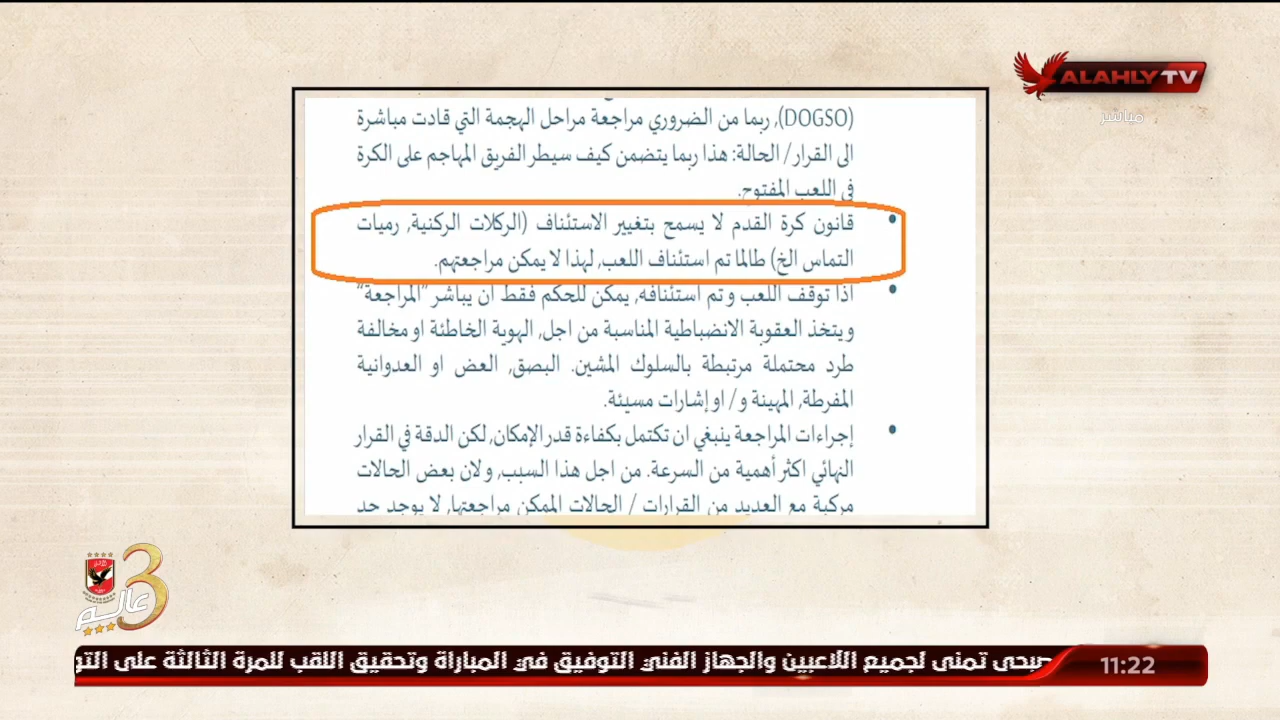 ALAHLY TV
مباشر
(DOGSO), ربما من الضروري مراجعة مراحل الهجمة التي قادت مباشرة
الى القرار/ الحالة: هذا ربما يتضمن كيف سيطر الفريق المهاجم على الكرة
في اللعب المفتوح.
• قانون كرة القدم لا يسمح بتغيير الاستئناف (الركلات الركنية, رميات
التماس الخ) طالما تم استئناف اللعب, لهذا لا يمكن مراجعتهم.
• اذا توقف اللعب وتم استئنافه, يمكن للحكم فقط ان يباشر "المراجعة"
ويتخذ العقوبة الانضباطية المناسبة من اجل, الهوية الخاطئة او مخالفة
طرد محتملة مرتبطة بالسلوك المشين. البصق, العض او العدوانية
المفرطة, المهينة و/ او إشارات مسيئة.
• إجراءات المراجعة ينبغي ان تكتمل بكفاءة قدر الإمكان, لكن الدقة في القرار
النهائي اكثر أهمية من السرعة. من اجل هذا السبب, ولان بعض الحالات
مركبة مع العديد من القرارات / الحالات الممكن مراجعتها, لا يوجد حد
3 عالم
صبحى تمنى لجميع اللاعبين والجهاز الفني التوفيق في المباراة وتحقيق اللقب للمرة الثالثة على
11:22